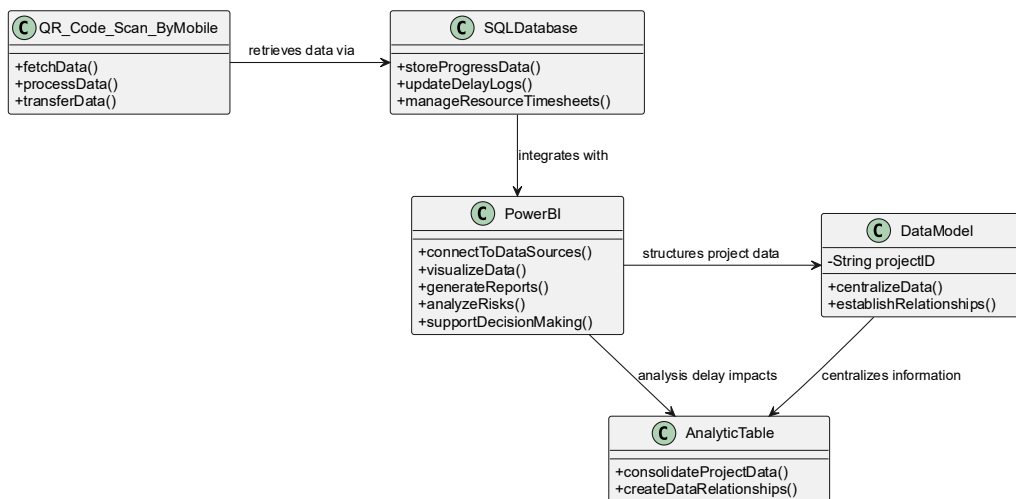 C QR_Code_Scan_ByMobile
+fetchData()
+processData()
+transferData()
retrieves data via
C SQLDatabase
+storeProgressData()
+updateDelayLogs()
+manageResourceTimesheets()
integrates with
C PowerBI
+connectToDataSources()
+visualizeData()
+generateReports()
+analyzeRisks()
+supportDecisionMaking()
structures project data
C DataModel
-String projectID
+centralizeData()
+establishRelationships()
analysis delay impacts
centralizes information
C AnalyticTable
+consolidateProjectData()
+createDataRelationships()